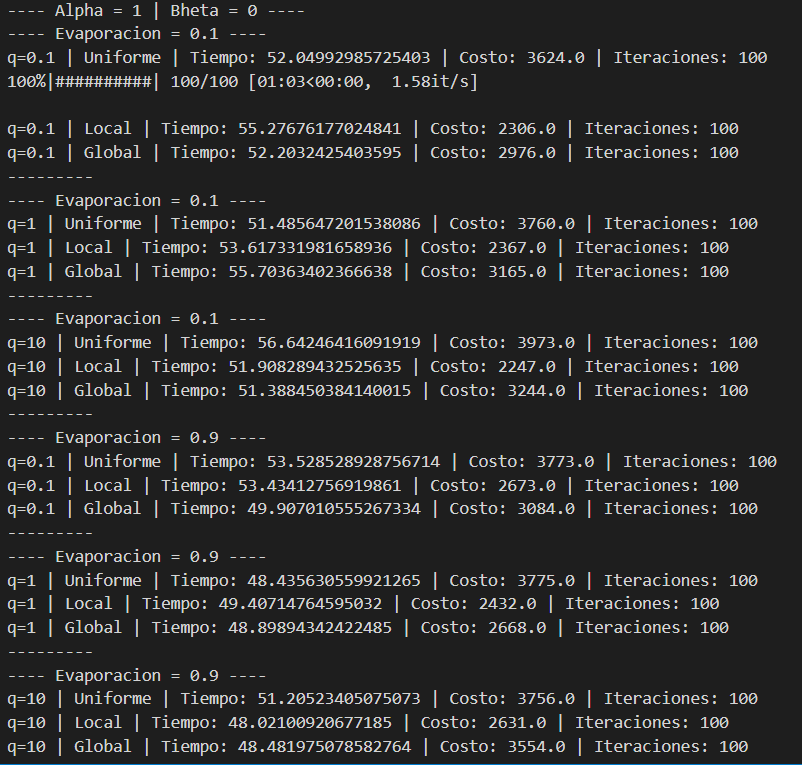 ---- Alpha = 1 | Bheta = 0 ----
---- Evaporacion = 0.1 ----
q=0.1 | Uniforme | Tiempo: 52.04992985725403 | Costo: 3624.0 | Iteraciones: 100
100%|##########| 100/100 [01:03<00:00,  1.58it/s]
q=0.1 | Local | Tiempo: 55.27676177024841 | Costo: 2306.0 | Iteraciones: 100
q=0.1 | Global | Tiempo: 52.2032425403595 | Costo: 2976.0 | Iteraciones: 100
---------
---- Evaporacion = 0.1 ----
q=1 | Uniforme | Tiempo: 51.485647201538086 | Costo: 3760.0 | Iteraciones: 100
q=1 | Local | Tiempo: 53.617331981658936 | Costo: 2367.0 | Iteraciones: 100
q=1 | Global | Tiempo: 55.70363402366638 | Costo: 3165.0 | Iteraciones: 100
---------
---- Evaporacion = 0.1 ----
q=10 | Uniforme | Tiempo: 56.64246416091919 | Costo: 3973.0 | Iteraciones: 100
q=10 | Local | Tiempo: 51.908289432525635 | Costo: 2247.0 | Iteraciones: 100
q=10 | Global | Tiempo: 51.388450384140015 | Costo: 3244.0 | Iteraciones: 100
---------
---- Evaporacion = 0.9 ----
q=0.1 | Uniforme | Tiempo: 53.528528928756714 | Costo: 3773.0 | Iteraciones: 100
q=0.1 | Local | Tiempo: 53.43412756919861 | Costo: 2673.0 | Iteraciones: 100
q=0.1 | Global | Tiempo: 49.907010555267334 | Costo: 3084.0 | Iteraciones: 100
---------
---- Evaporacion = 0.9 ----
q=1 | Uniforme | Tiempo: 48.435630559921265 | Costo: 3775.0 | Iteraciones: 100
q=1 | Local | Tiempo: 49.40714764595032 | Costo: 2432.0 | Iteraciones: 100
q=1 | Global | Tiempo: 48.89894342422485 | Costo: 2668.0 | Iteraciones: 100
---------
---- Evaporacion = 0.9 ----
q=10 | Uniforme | Tiempo: 51.20523405075073 | Costo: 3756.0 | Iteraciones: 100
q=10 | Local | Tiempo: 48.02100920677185 | Costo: 2631.0 | Iteraciones: 100
q=10 | Global | Tiempo: 48.481975078582764 | Costo: 3554.0 | Iteraciones: 100